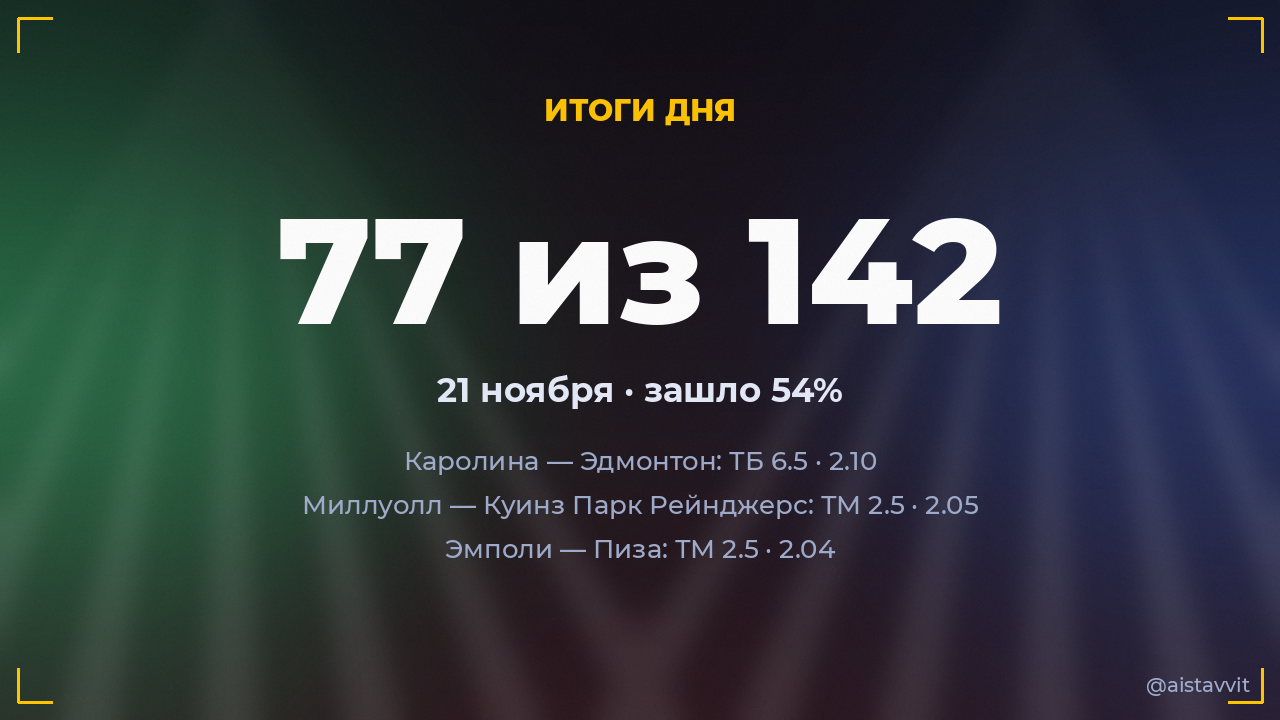 ИТОГИ ДНЯ
77 из 142
21 ноября · зашло 54%
Каролина — Эдмонтон: ТБ 6.5 · 2.10
Миллуолл — Куинз Парк Рейнджерс: ТМ 2.5 · 2.05
Эмполи — Пиза: ТМ 2.5 · 2.04
@aistavvit